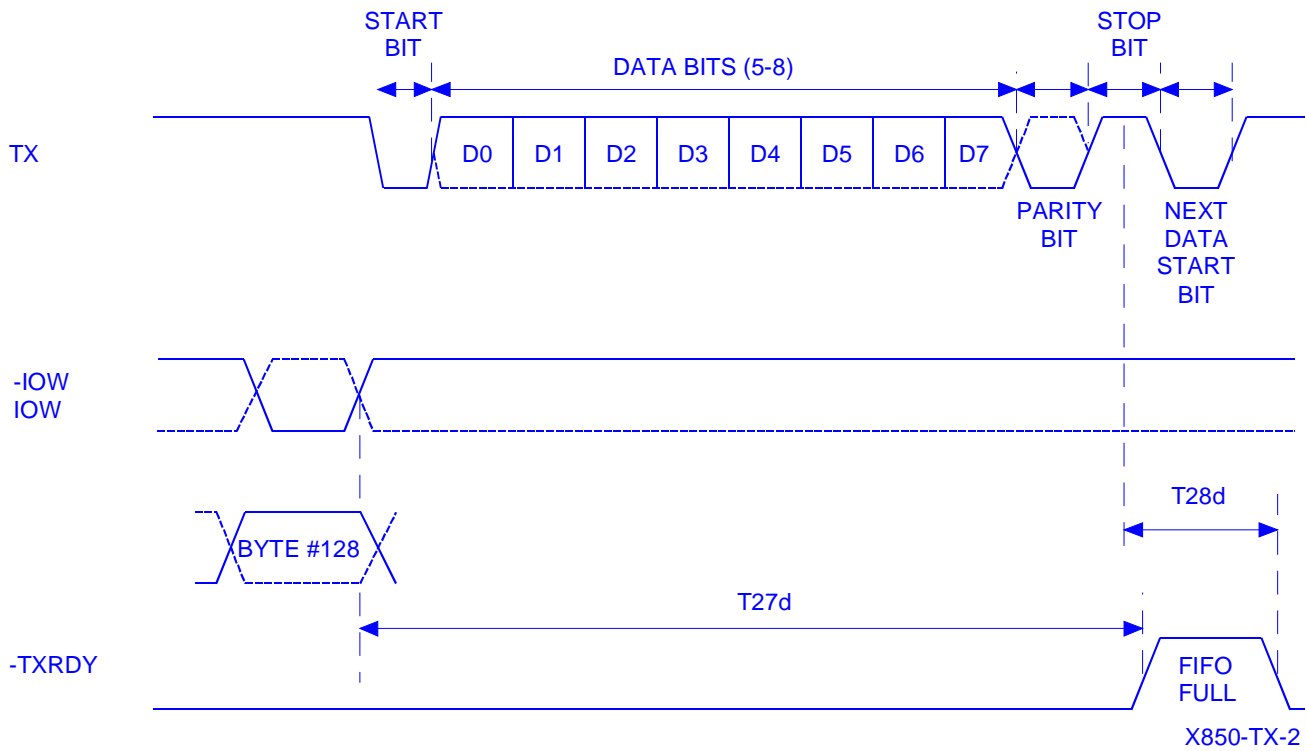 START
BIT
STOP
BIT
DATA BITS (5-8)
TX
D0 D1 D2 D3 D4 D5 D6 D7
PARITY
BIT
NEXT
DATA
START
BIT
-IOW
IOW
T28d
BYTE #128
T27d
-TXRDY
FIFO
FULL
X850-TX-2